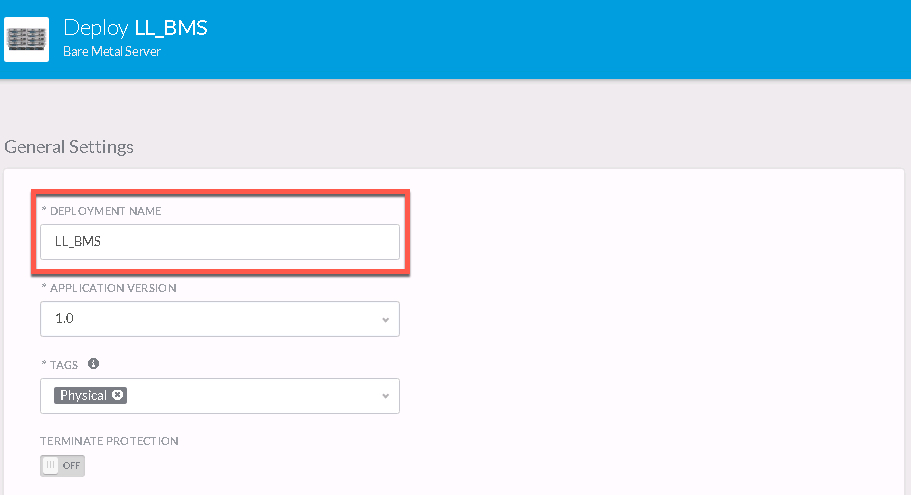 Deploy LL_BMS
Bare Metal Server
General Settings
* DEPLOYMENT NAME
LL_BMS
* APPLICATION VERSION
1.0
* TAGS
Physical
TERMINATE PROTECTION
OFF